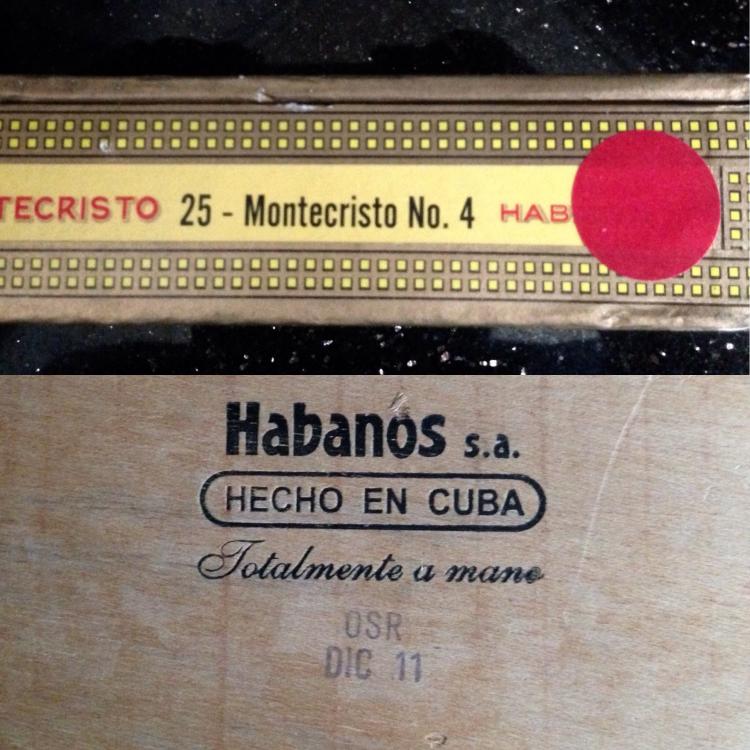 TECRISTO 25 - Montecristo No. 4 HAB
Habanos s.a.
HECHO EN CUBA
Totalmente a mano
OSR
DIC 11